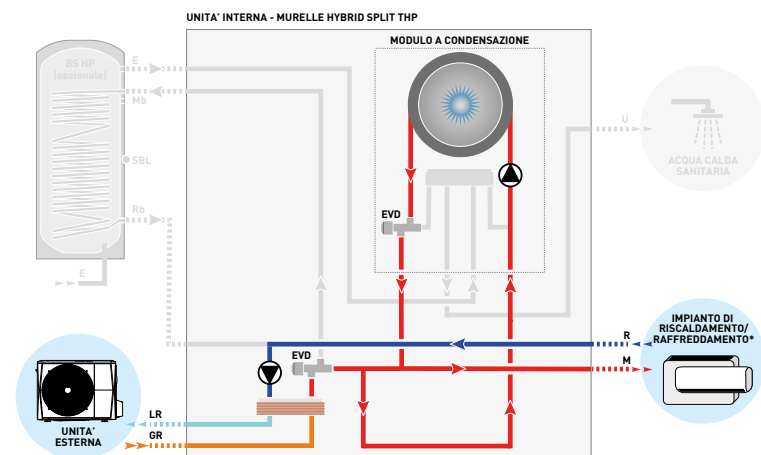 UNITA' INTERNA - MURELLE HYBRID SPLIT THP
MODULO A CONDENSAZIONE
BS HP
(opzionale)
E
Mb
SBL
Rb
E
U
ACQUA CALDA
SANITARIA
EVD
EVD
IMPIANTO DI
RISCALDAMENTO/
RAFFREDDAMENTO*
R
M
LR
GR
UNITA'
ESTERNA